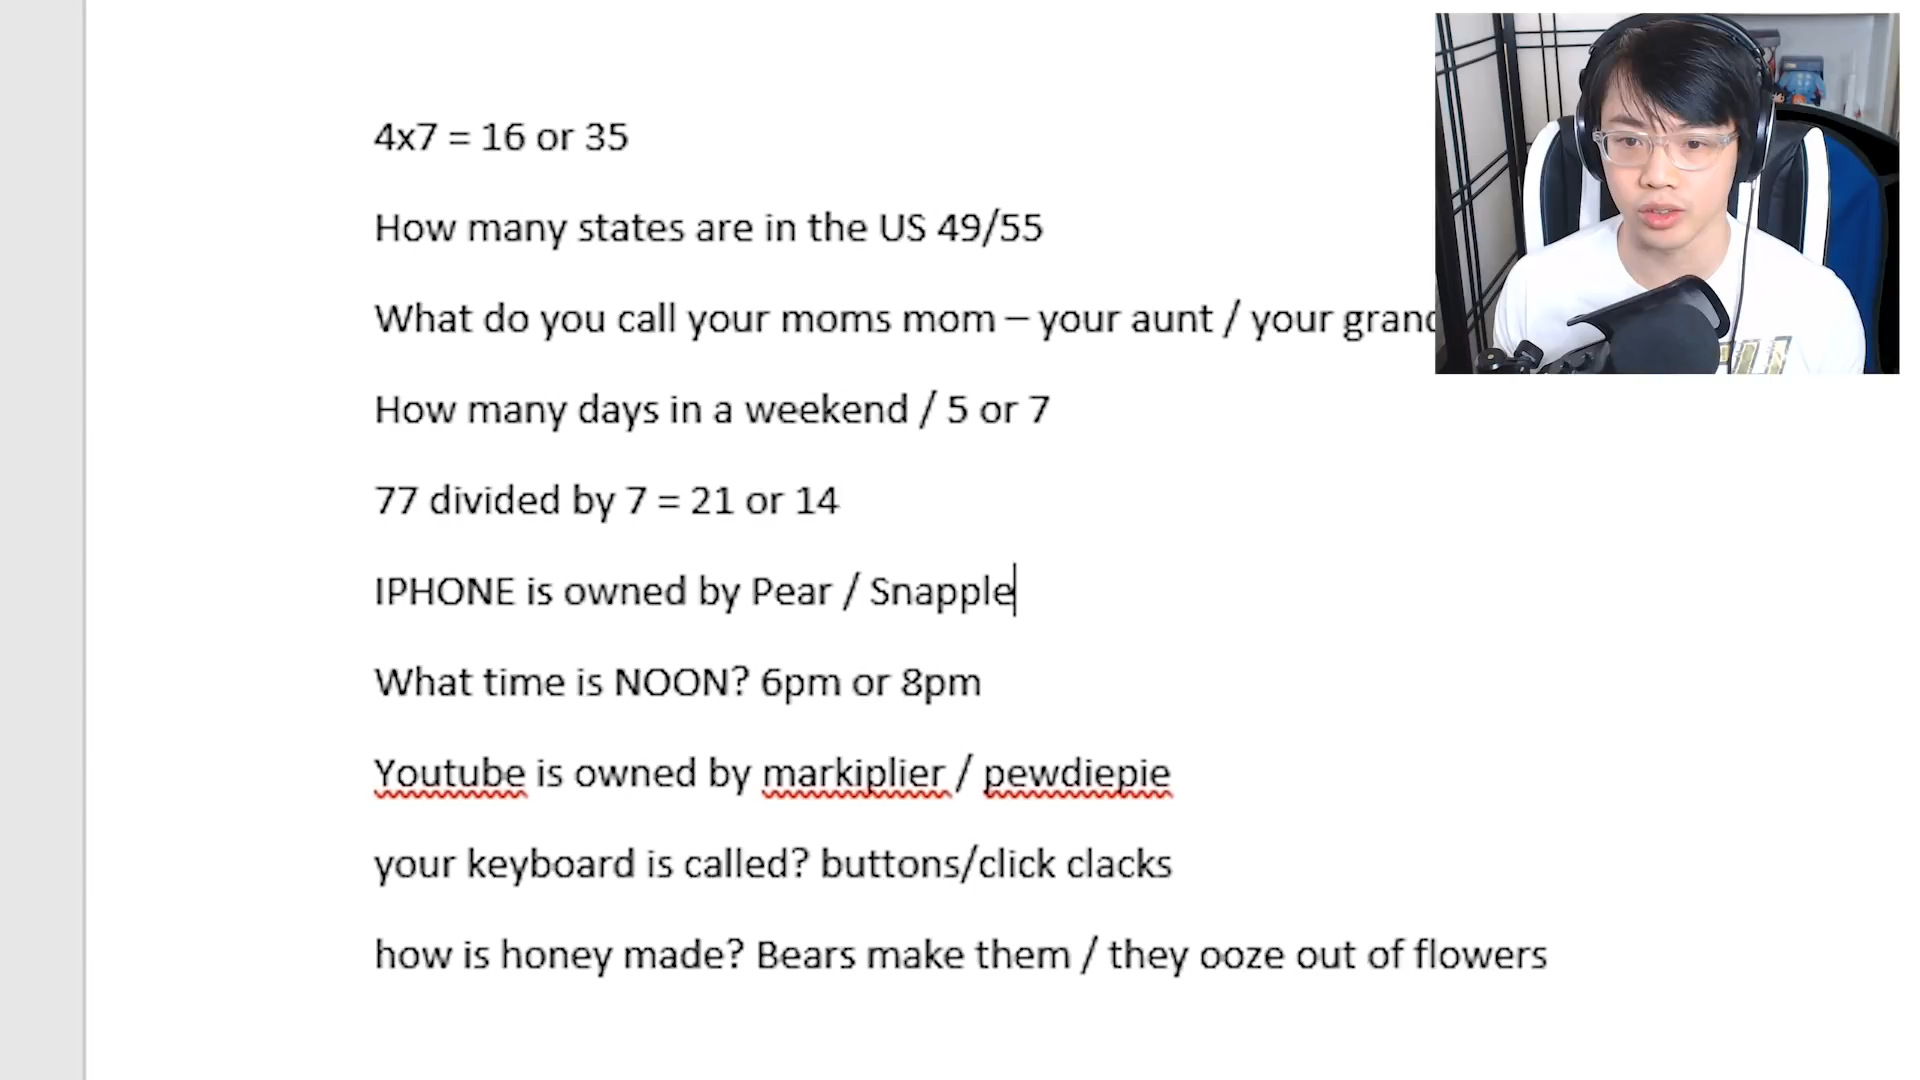 4x7 = 16 or 35
How many states are in the US 49/55
What do you call your moms mom – your aunt / your
How many days in a weekend / 5 or 7
77 divided by 7 = 21 or 14
IPHONE is owned by Pear / Snapple
What time is NOON? 6pm or 8pm
Youtube is owned by markiplier / pewdiepie
your keyboard is called? buttons/click clacks
how is honey made? Bears make them / they ooze out of flowers